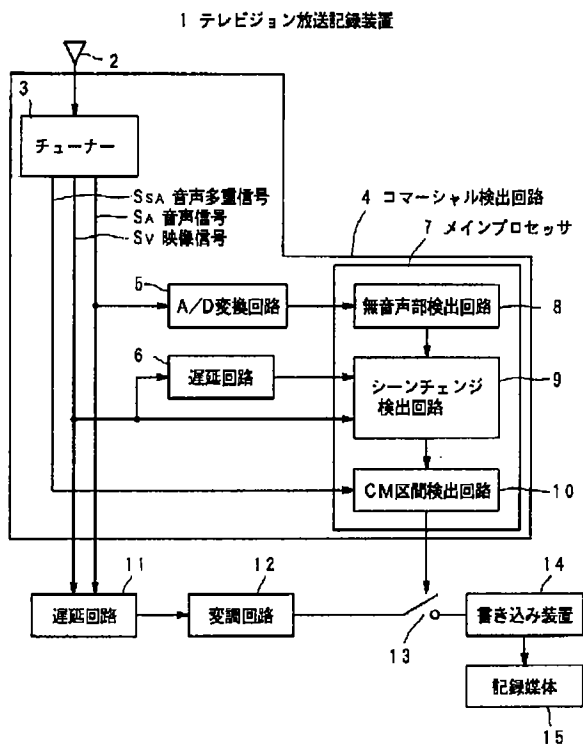 1 テレビジョン放送記録装置
2
3
チューナー
SSA 音声多重信号
SA 音声信号
SV 映像信号
4 コマーシャル検出回路
7 メインプロセッサ
5
A/D変換回路
無音声部検出回路
8
6
遅延回路
シーンチェンジ
検出回路
9
CM区間検出回路
10
11
遅延回路
12
変調回路
13
14
書き込み装置
記録媒体
15